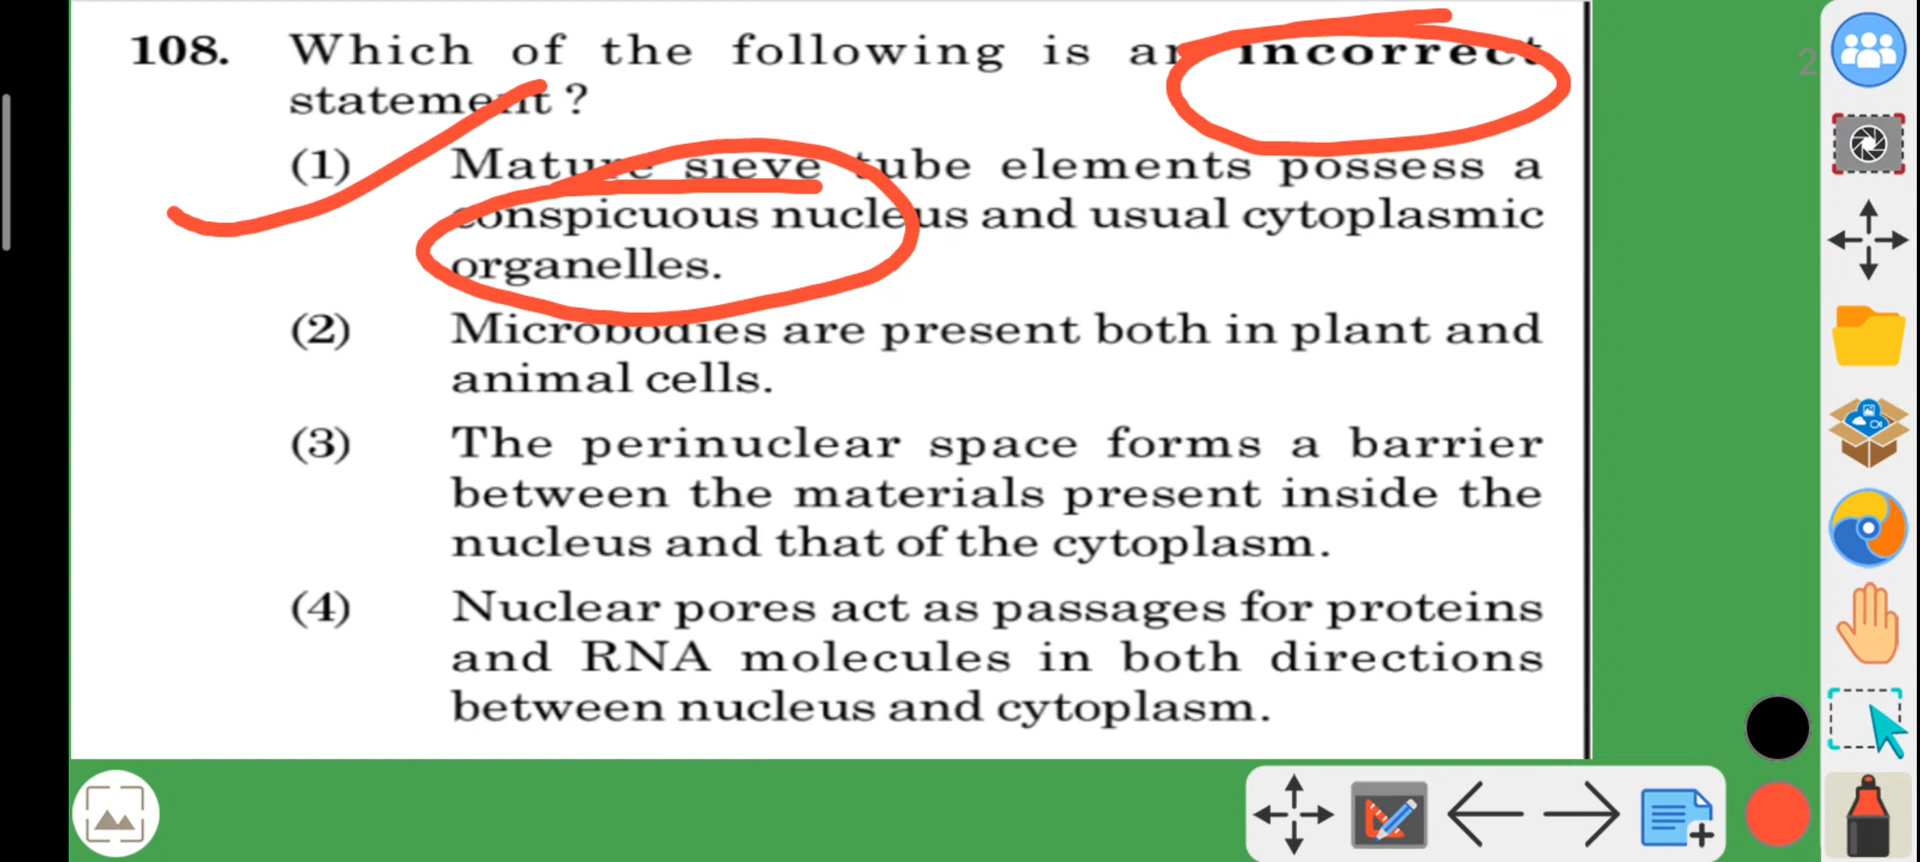 108. Which of the following is an incorrect
statement ?
(1) Mature sieve tube elements possess a
conspicuous nucleus and usual cytoplasmic
organelles.
(2) Microbodies are present both in plant and
animal cells.
(3) The perinuclear space forms a barrier
between the materials present inside the
nucleus and that of the cytoplasm.
(4) Nuclear pores act as passages for proteins
and RNA molecules in both directions
between nucleus and cytoplasm.
2